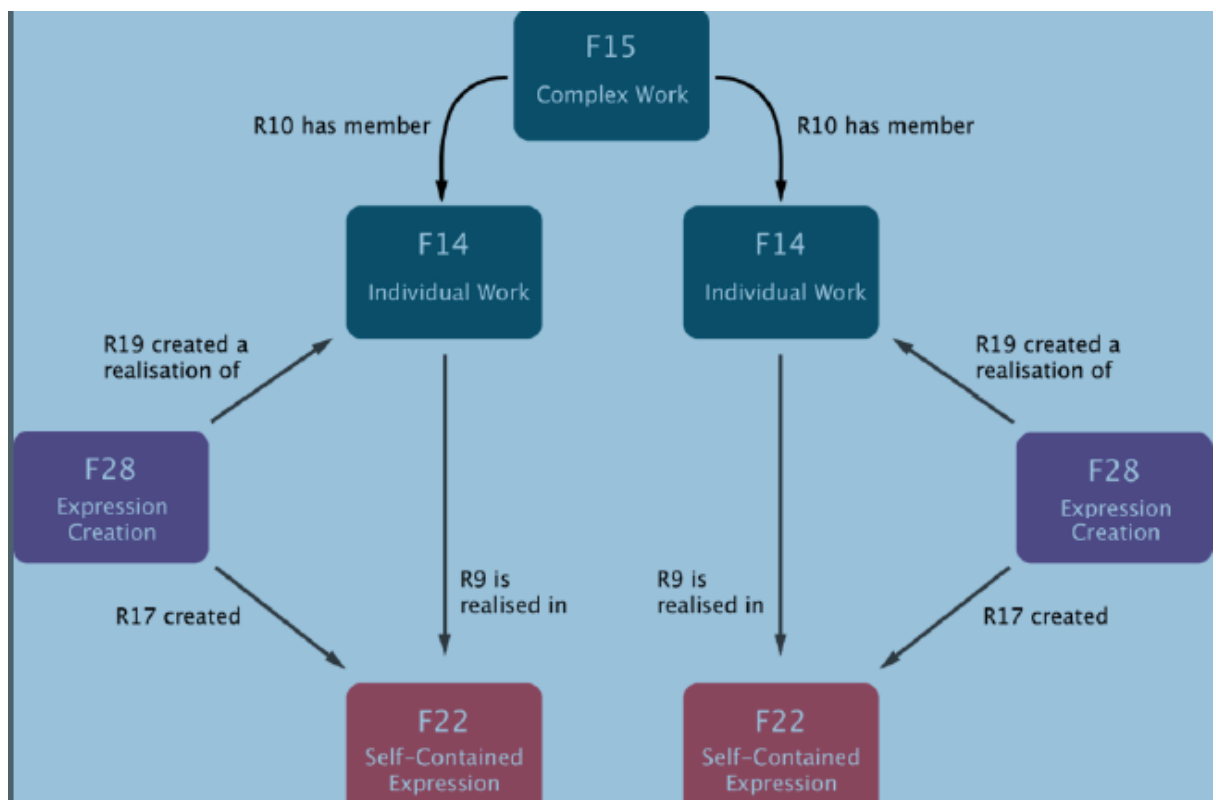 F15
Complex Work
R10 has member
R10 has member
F14
Individual Work
F14
Individual Work
R19 created a
realisation of
R19 created a
realisation of
F28
Expression
Creation
F28
Expression
Creation
R9 is
realised in
R9 is
realised in
R17 created
R17 created
F22
Self-Contained
Expression
F22
Self-Contained
Expression